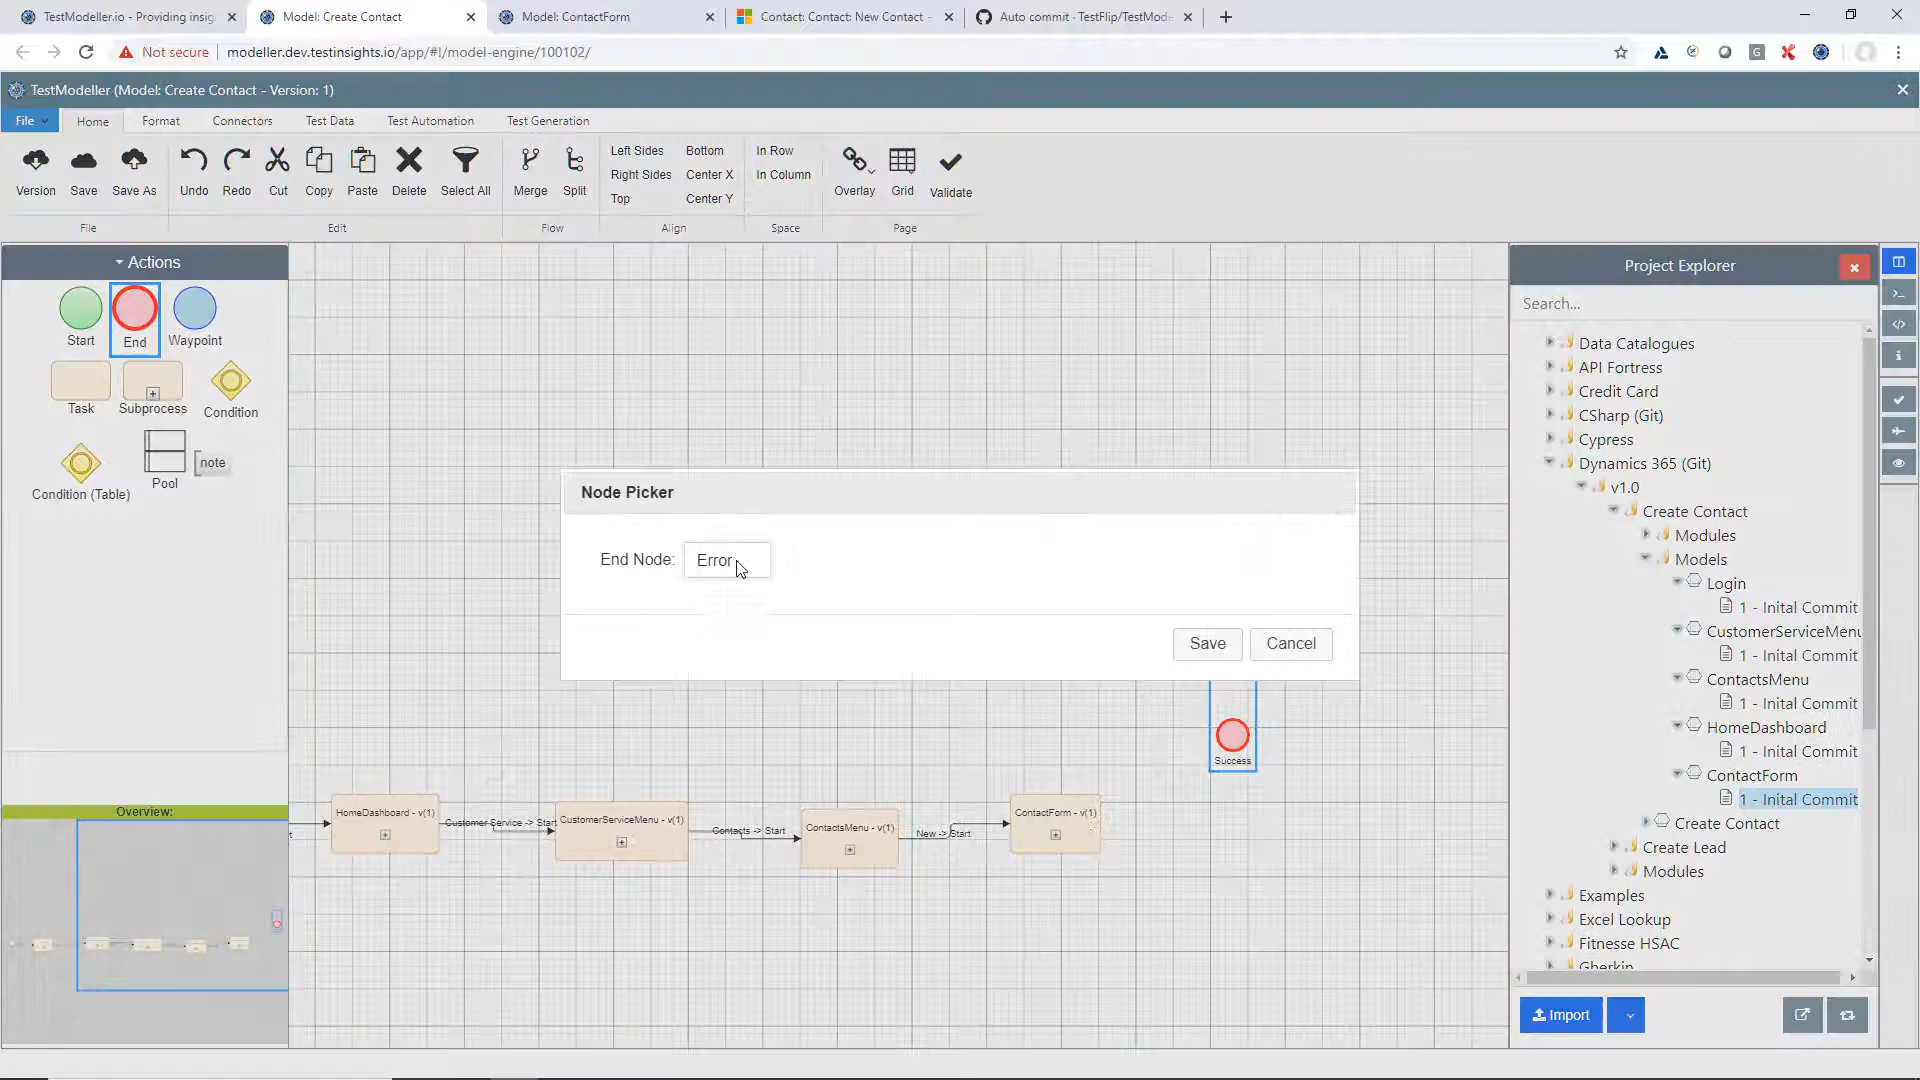 TestModeller.io - Providing insig
Model: Create Contact
Model: ContactForm
Contact: Contact: New Contact -
Auto commit · TestFlip/TestMod
Not secure
modeller.dev.testinsights.io/app/#!/model-engine/100102/
TestModeller (Model: Create Contact - Version: 1)
File
Home
Format
Connectors
Test Data
Test Automation
Test Generation
Version
Save
Save As
Undo
Redo
Cut
Copy
Paste
Delete
Select All
Merge
Split
Left Sides
Right Sides
Top
Bottom
Center X
Center Y
In Row
In Column
Overlay
Grid
Validate
File
Edit
Flow
Align
Space
Page
Actions
Start
End
Waypoint
Task
Subprocess
Condition
Condition (Table)
Pool
note
Overview:
Node Picker
End Node:
Error
Save
Cancel
Success
HomeDashboard - v(1)
Customer Service -> Start
CustomerServiceMenu - v(1)
Contacts -> Start
ContactsMenu - v(1)
New -> Start
ContactForm - v(1)
Project Explorer
Search...
Data Catalogues
API Fortress
Credit Card
CSharp (Git)
Cypress
Dynamics 365 (Git)
v1.0
Create Contact
Modules
Models
Login
1 - Inital Commit
CustomerServiceMenu
1 - Inital Commit
ContactsMenu
1 - Inital Commit
HomeDashboard
1 - Inital Commit
ContactForm
1 - Inital Commit
Create Contact
Create Lead
Modules
Examples
Excel Lookup
Fitnesse HSAC
Gherkin
Import